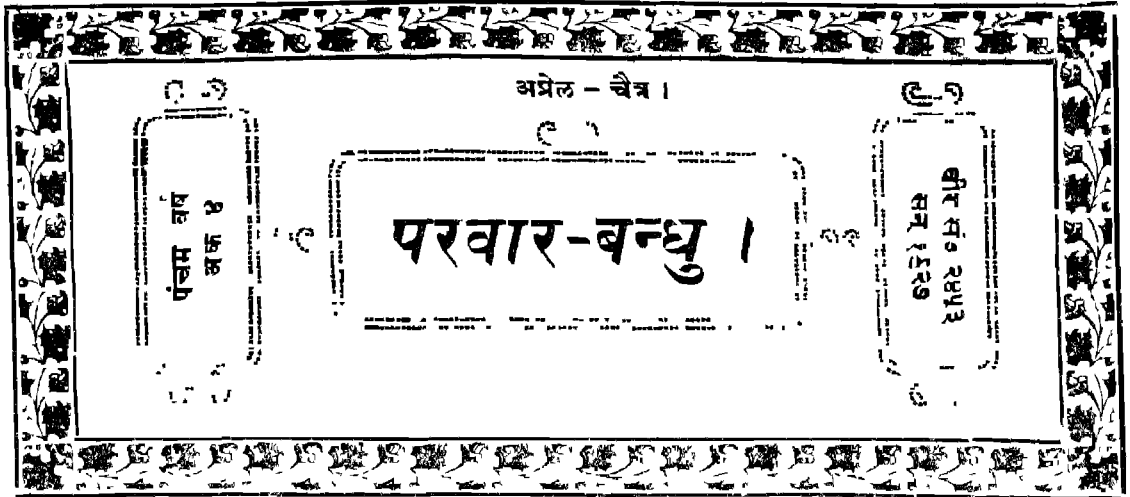 अप्रेल – चैत्र ।
पंचम वर्ष
अंक ४
परवार-बन्धु ।
वीर सं० २४५३
सन् १९२७